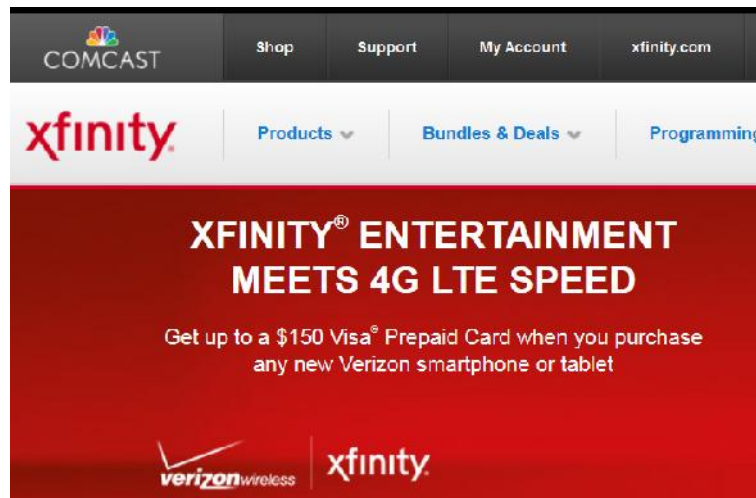 COMCAST Shop Support My Account xfinity.com
xfinity. Products Bundles & Deals Programming
XFINITY® ENTERTAINMENT
MEETS 4G LTE SPEED
Get up to a $150 Visa® Prepaid Card when you purchase
any new Verizon smartphone or tablet
verizonwireless xfinity.